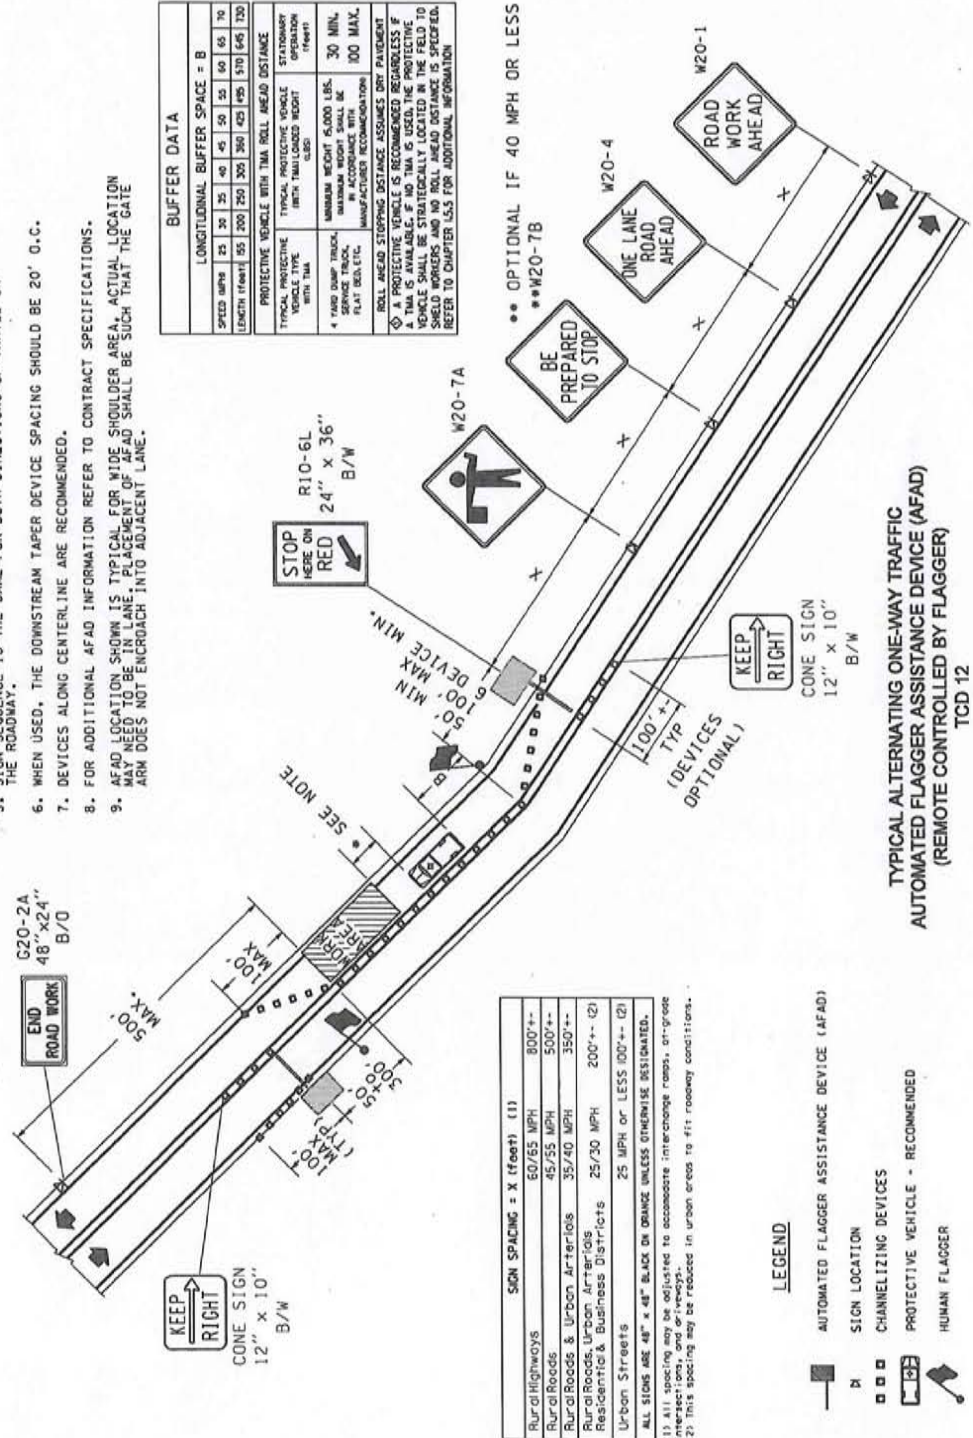 THE ROADWAY.
6. WHEN USED, THE DOWNSTREAM TAPER DEVICE SPACING SHOULD BE 20' O.C.
7. DEVICES ALONG CENTERLINE ARE RECOMMENDED.
8. FOR ADDITIONAL AFAD INFORMATION REFER TO CONTRACT SPECIFICATIONS.
9. AFAD LOCATION SHOWN IS TYPICAL FOR WIDE SHOULDER AREA. ACTUAL LOCATION
MAY NEED TO BE IN LANE. PLACEMENT OF AFAD SHALL BE SUCH THAT THE GATE
ARM DOES NOT ENCROACH INTO ADJACENT LANE.
BUFFER DATA
LONGITUDINAL BUFFER SPACE = B
SPEED (MPH) 25 30 35 40 45 50 55 60 65 70
LENGTH (feet) 155 200 250 305 360 425 495 570 645 730
PROTECTIVE VEHICLE WITH TMA ROLL AHEAD DISTANCE
TYPICAL PROTECTIVE
VEHICLE TYPE
WITH TMA
TYPICAL PROTECTIVE VEHICLE
(WITH TMA) LOADED WEIGHT
(LBS)
STATIONARY
OPERATION
(feet)
4 YARD DUMP TRUCK,
SERVICE TRUCK,
FLAT BED, ETC.
MINIMUM WEIGHT 15,000 LBS.
(MAXIMUM WEIGHT SHALL BE
IN ACCORDANCE WITH
MANUFACTURER RECOMMENDATION)
30 MIN.
100 MAX.
ROLL AHEAD STOPPING DISTANCE ASSUMES DRY PAVEMENT
A PROTECTIVE VEHICLE IS RECOMMENDED REGARDLESS IF
A TMA IS AVAILABLE. IF NO TMA IS USED, THE PROTECTIVE
VEHICLE SHALL BE STRATEGICALLY LOCATED IN THE FIELD TO
SHIELD WORKERS AND NO ROLL AHEAD DISTANCE IS SPECIFIED.
REFER TO CHAPTER 5.5.5 FOR ADDITIONAL INFORMATION
** OPTIONAL IF 40 MPH OR LESS
G20-2A
48"x24"
B/O
END
ROAD WORK
500'
MAX.
100'
MAX
WORK
AREA
* SEE NOTE
B
50' MIN
100' MAX
6 DEVICE MIN.
R10-6L
24" x 36"
B/W
STOP
HERE ON
RED
W20-7A
**W20-7B
BE
PREPARED
TO STOP
W20-4
ONE LANE
ROAD
AHEAD
W20-1
ROAD
WORK
AHEAD
X
X
X
X
KEEP
RIGHT
CONE SIGN
12" x 10"
B/W
50'
TO
300'
100'
MAX
(TYP)
100'+-
TYP
(DEVICES
OPTIONAL)
KEEP
RIGHT
CONE SIGN
12" x 10"
B/W
SIGN SPACING = X (feet) (1)
Rural Highways 60/65 MPH 800'+-
Rural Roads 45/55 MPH 500'+-
Rural Roads & Urban Arterials 35/40 MPH 350'+-
Rural Roads, Urban Arterials
Residential & Business Districts 25/30 MPH 200'+- (2)
Urban Streets 25 MPH or LESS 100'+- (2)
ALL SIGNS ARE 48" x 48" BLACK ON ORANGE UNLESS OTHERWISE DESIGNATED.
1) All spacing may be adjusted to accomodate interchange ramps, at-grade
ntersections, and driveways.
2) This spacing may be reduced in urban areas to fit roadway conditions.
LEGEND
AUTOMATED FLAGGER ASSISTANCE DEVICE (AFAD)
SIGN LOCATION
CHANNELIZING DEVICES
PROTECTIVE VEHICLE - RECOMMENDED
HUMAN FLAGGER
TYPICAL ALTERNATING ONE-WAY TRAFFIC
AUTOMATED FLAGGER ASSISTANCE DEVICE (AFAD)
(REMOTE CONTROLLED BY FLAGGER)
TCD 12